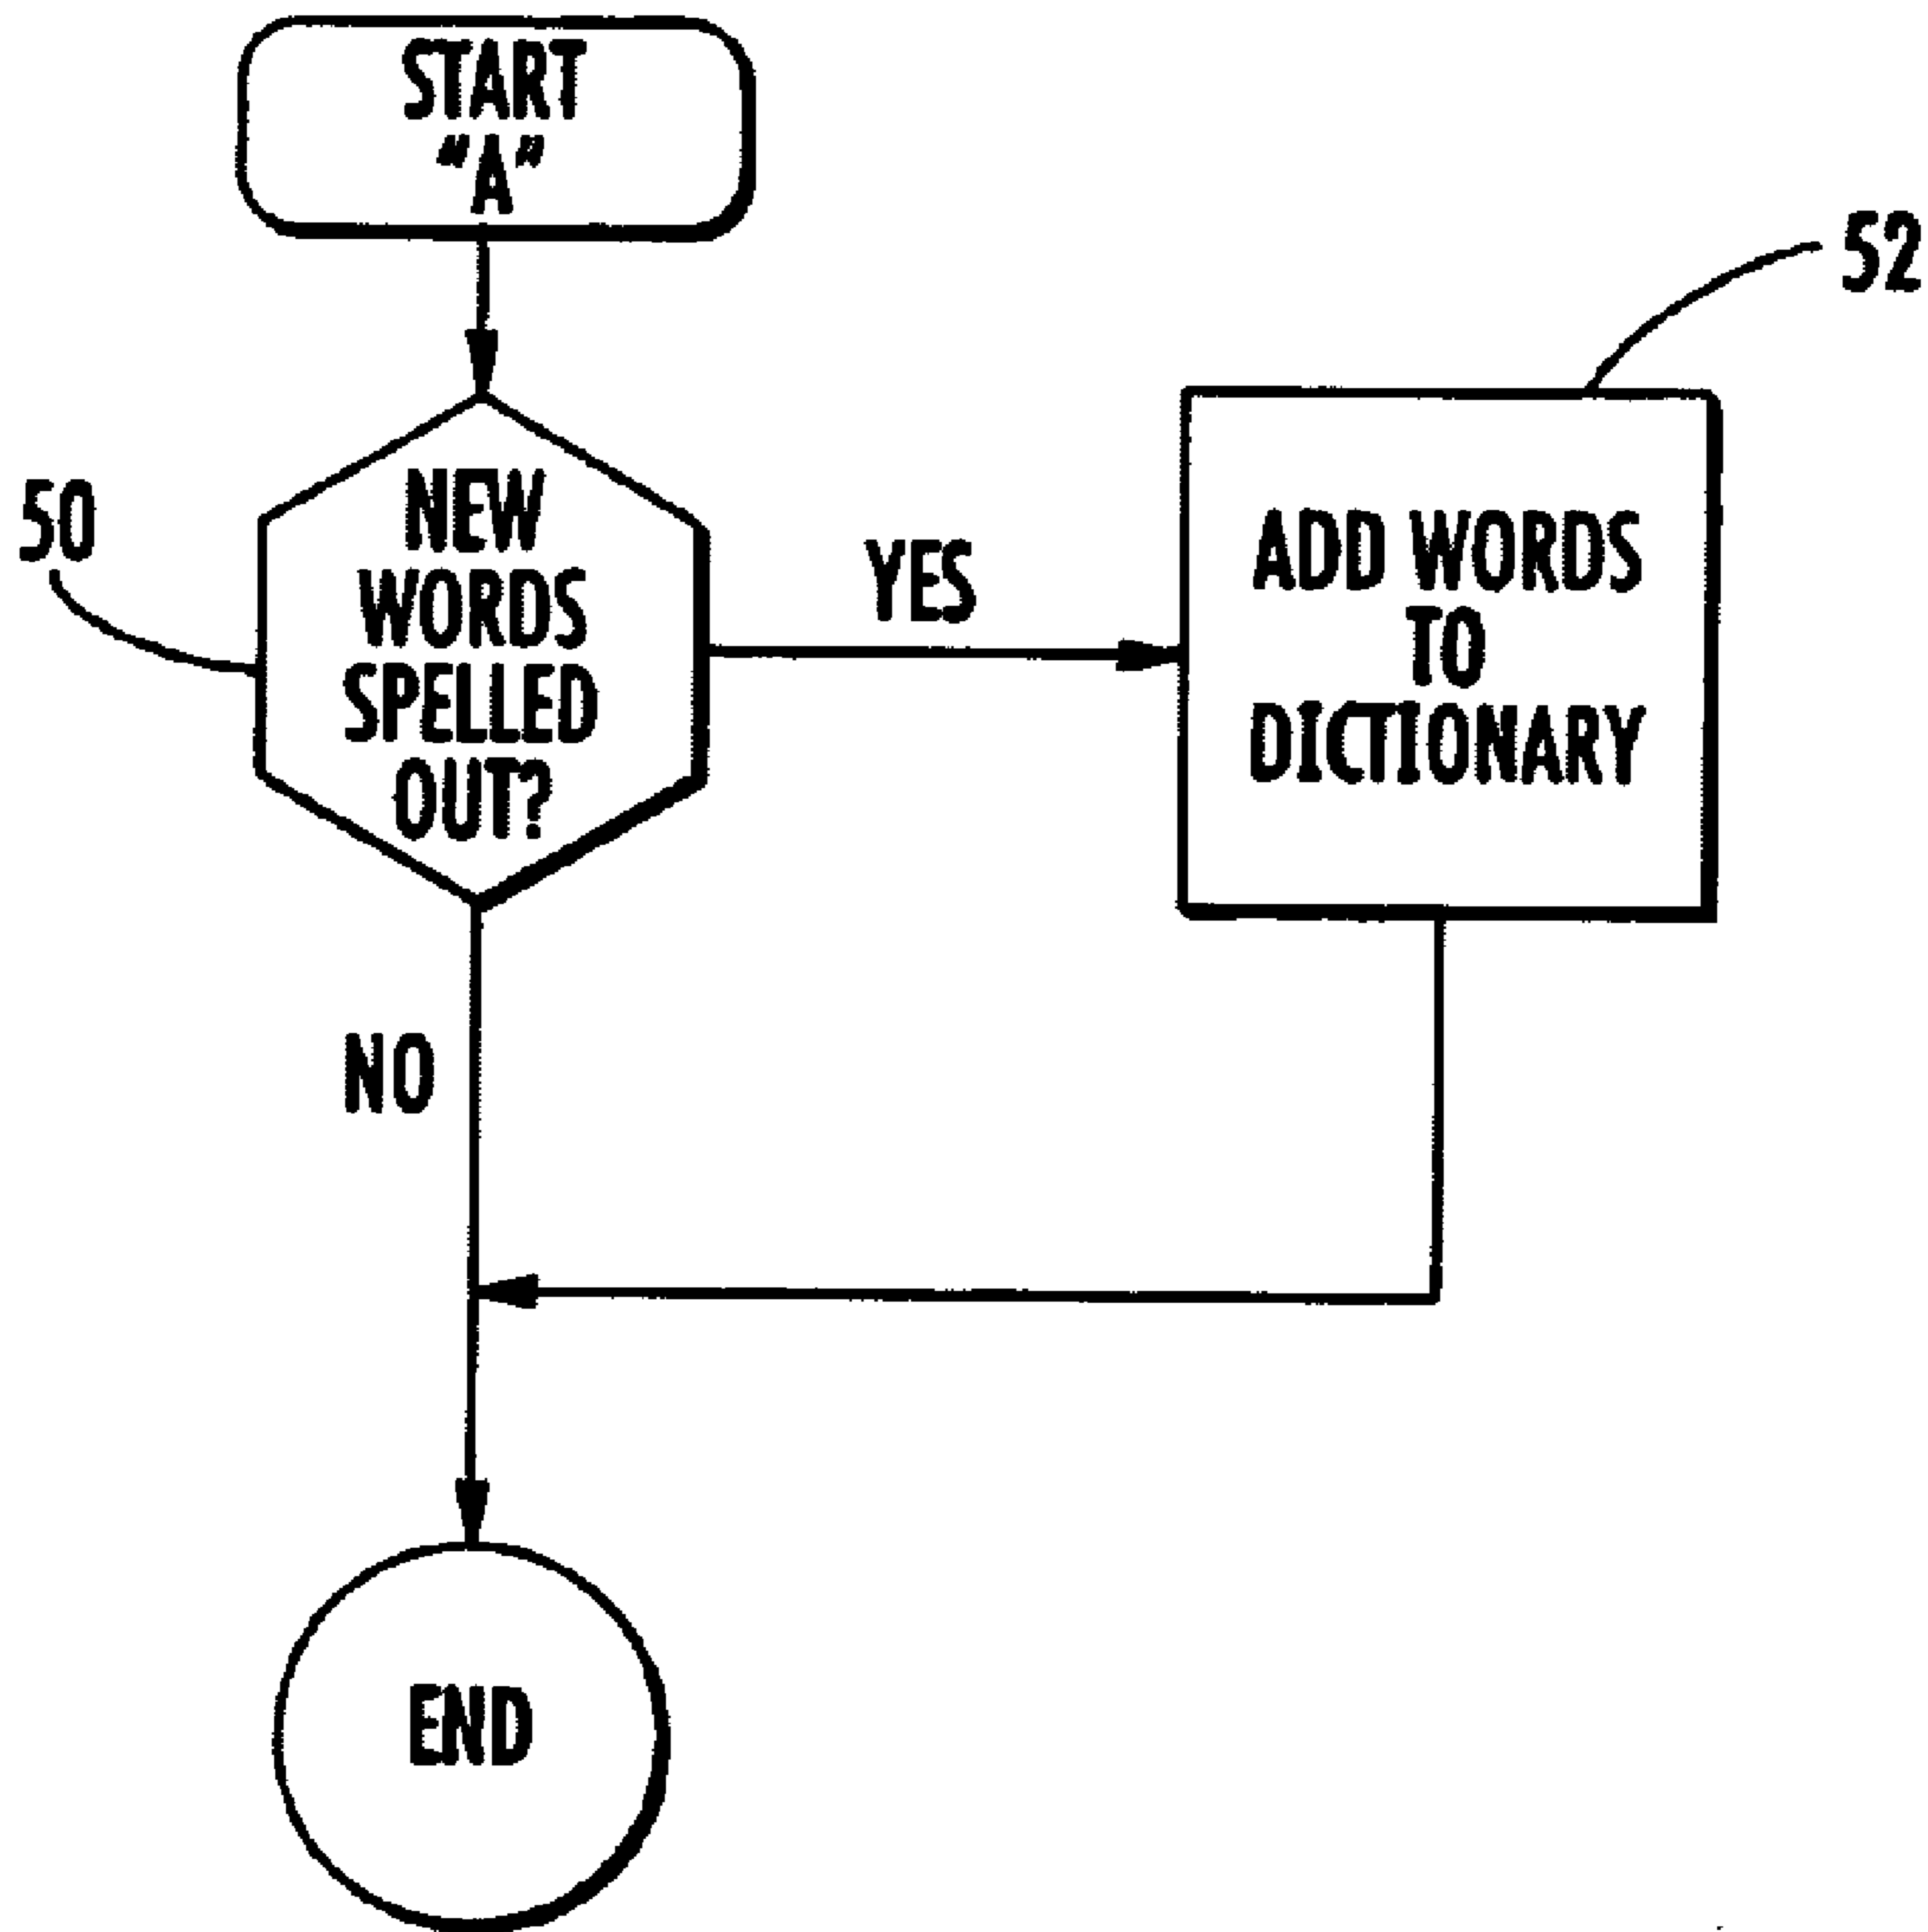 START
“A”
52
50
NEW
WORDS
SPELLED
OUT?
YES
ADD WORDS
TO
DICTIONARY
NO
END